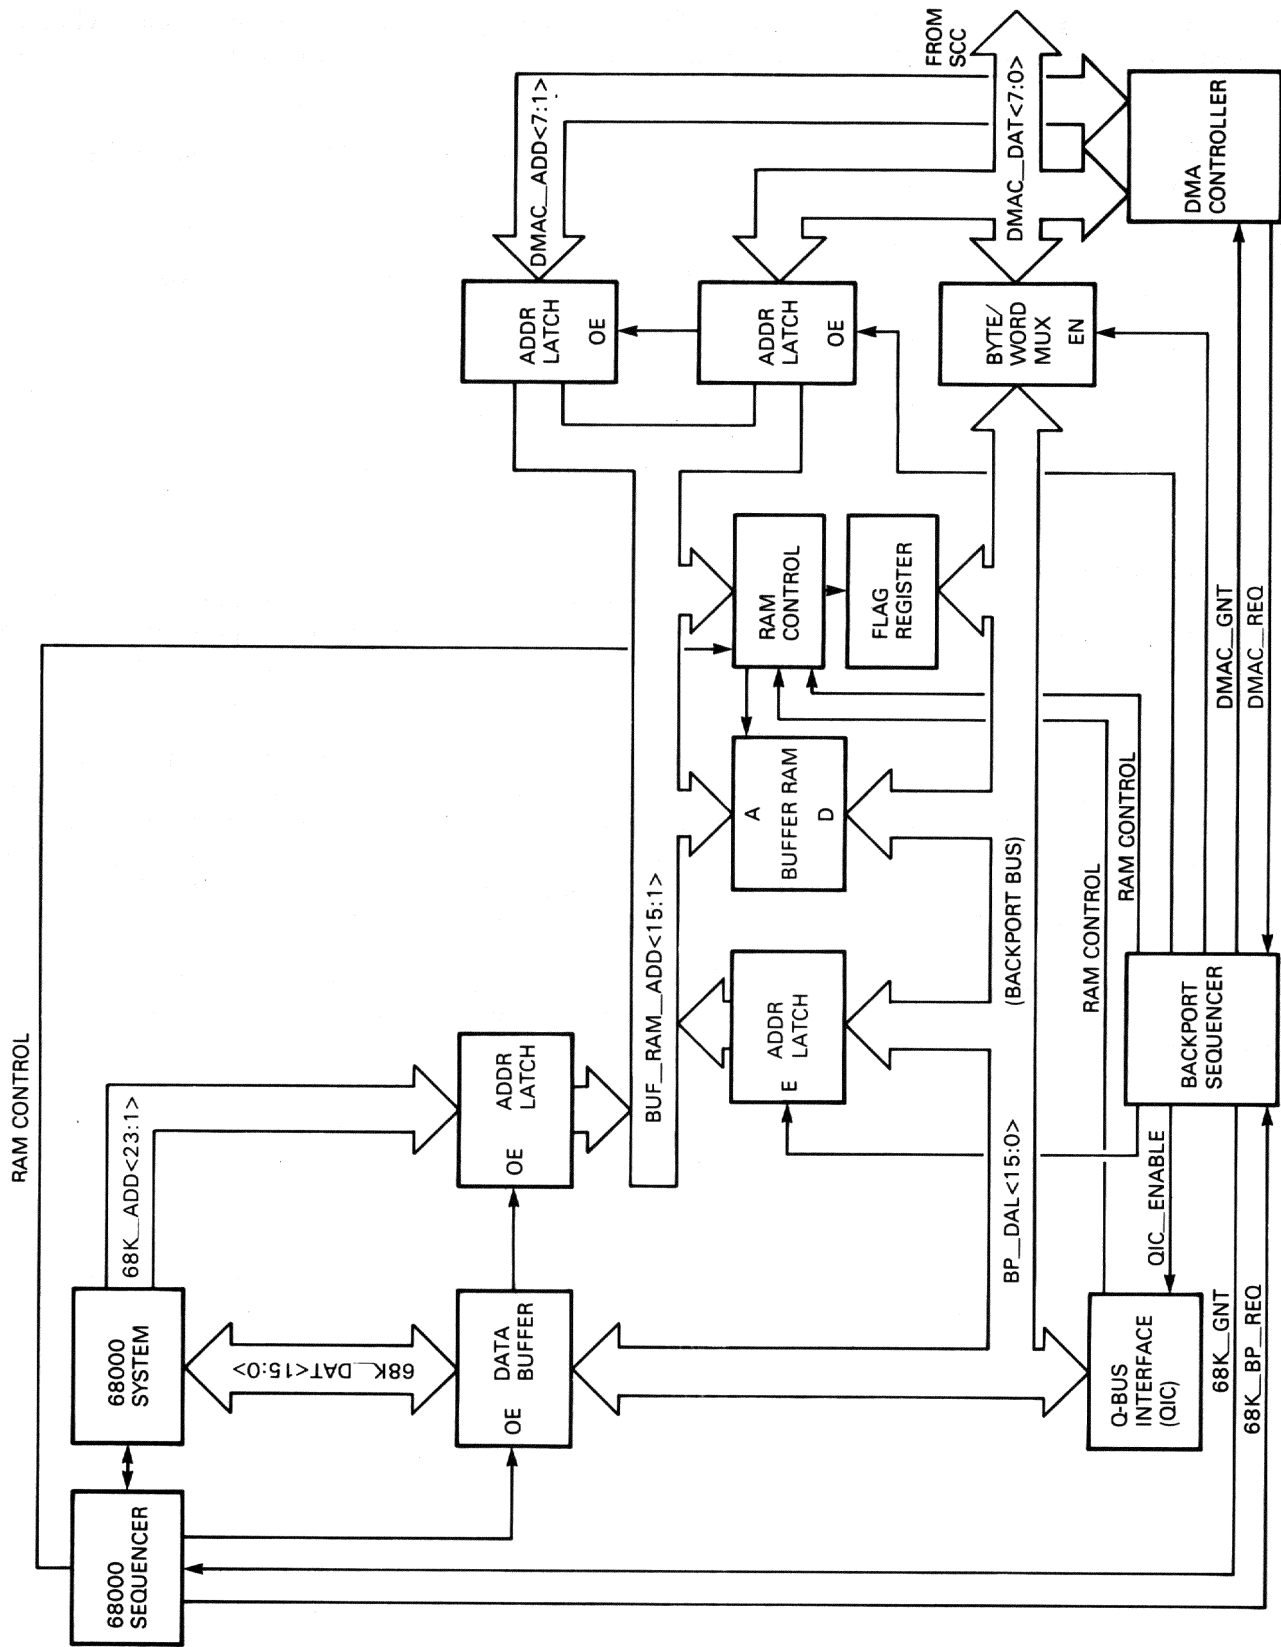 RAM CONTROL
68000
SEQUENCER
68000
SYSTEM
68K_ADD<23:1>
68K_DAT<15:0>
DATA
BUFFER
OE
ADDR
LATCH
OE
BUF_RAM_ADD<15:1>
ADDR
LATCH
E
A
BUFFER RAM
D
RAM
CONTROL
FLAG
REGISTER
ADDR
LATCH
OE
ADDR
LATCH
OE
DMAC_ADD<7:1>
BYTE/
WORD
MUX
EN
DMAC_DAT<7:0>
FROM
SCC
DMA
CONTROLLER
BP_DAL<15:0>
(BACKPORT BUS)
RAM CONTROL
RAM CONTROL
Q-BUS
INTERFACE
(QIC)
QIC_ENABLE
BACKPORT
SEQUENCER
68K_GNT
68K_BP_REQ
DMAC_GNT
DMAC_REQ